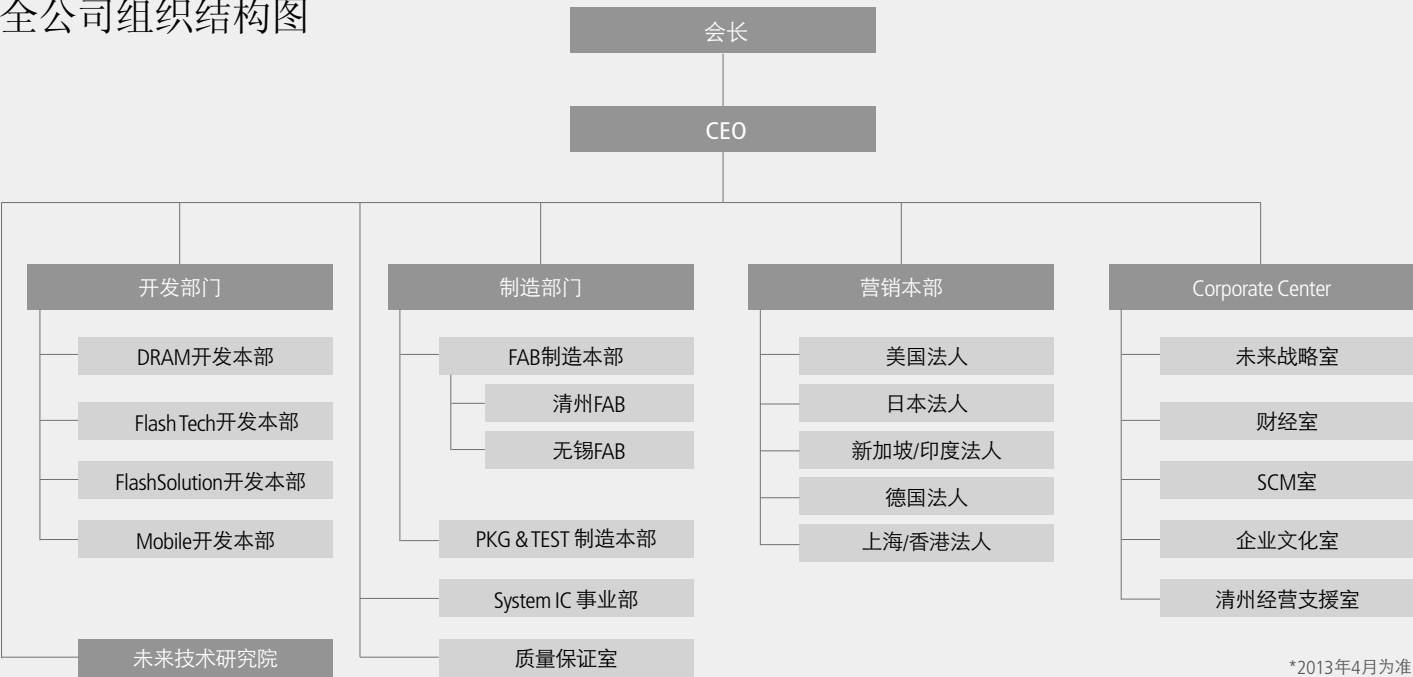 全公司组织结构图
会长
CEO
开发部门
DRAM开发本部
Flash Tech开发本部
FlashSolution开发本部
Mobile开发本部
未来技术研究院
制造部门
FAB制造本部
清州FAB
无锡FAB
PKG & TEST 制造本部
System IC 事业部
质量保证室
营销本部
美国法人
日本法人
新加坡/印度法人
德国法人
上海/香港法人
Corporate Center
未来战略室
财经室
SCM室
企业文化室
清州经营支援室
*2013年4月为准